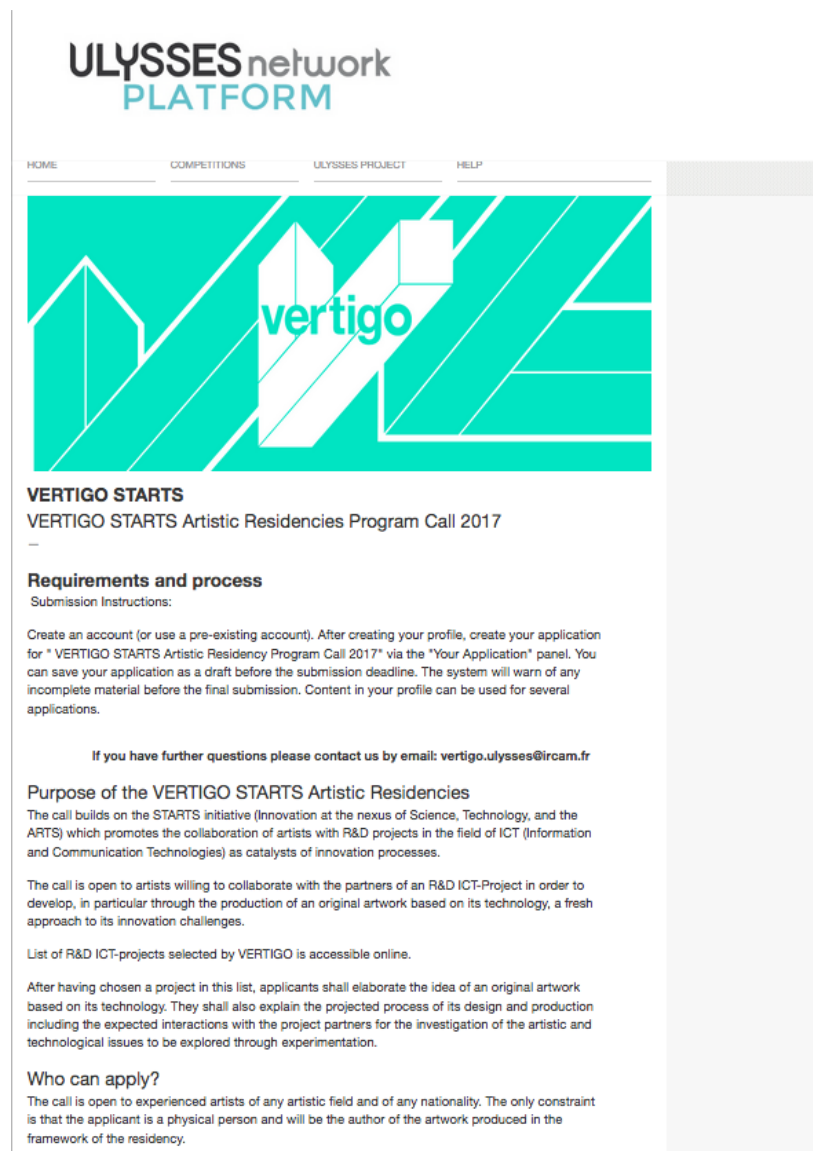 ULYSSES network
PLATFORM
HOME COMPETITIONS ULYSSES PROJECT HELP
vertigo
VERTIGO STARTS
VERTIGO STARTS Artistic Residencies Program Call 2017
—
Requirements and process
Submission Instructions:
Create an account (or use a pre-existing account). After creating your profile, create your application
for " VERTIGO STARTS Artistic Residency Program Call 2017" via the "Your Application" panel. You
can save your application as a draft before the submission deadline. The system will warn of any
incomplete material before the final submission. Content in your profile can be used for several
applications.
If you have further questions please contact us by email: vertigo.ulysses@ircam.fr
Purpose of the VERTIGO STARTS Artistic Residencies
The call builds on the STARTS initiative (Innovation at the nexus of Science, Technology, and the
ARTS) which promotes the collaboration of artists with R&D projects in the field of ICT (Information
and Communication Technologies) as catalysts of innovation processes.
The call is open to artists willing to collaborate with the partners of an R&D ICT-Project in order to
develop, in particular through the production of an original artwork based on its technology, a fresh
approach to its innovation challenges.
List of R&D ICT-projects selected by VERTIGO is accessible online.
After having chosen a project in this list, applicants shall elaborate the idea of an original artwork
based on its technology. They shall also explain the projected process of its design and production
including the expected interactions with the project partners for the investigation of the artistic and
technological issues to be explored through experimentation.
Who can apply?
The call is open to experienced artists of any artistic field and of any nationality. The only constraint
is that the applicant is a physical person and will be the author of the artwork produced in the
framework of the residency.